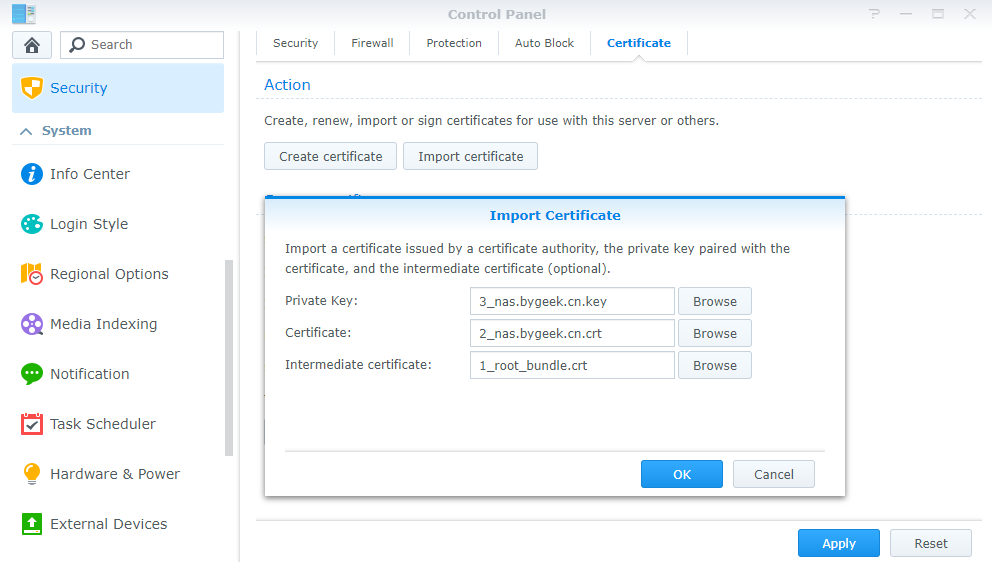 Control Panel
Search
Security
System
Info Center
Login Style
Regional Options
Media Indexing
Notification
Task Scheduler
Hardware & Power
External Devices
Security Firewall Protection Auto Block Certificate
Action
Create, renew, import or sign certificates for use with this server or others.
Create certificate Import certificate
Import Certificate
Import a certificate issued by a certificate authority, the private key paired with the
certificate, and the intermediate certificate (optional).
Private Key: 3_nas.bygeek.cn.key Browse
Certificate: 2_nas.bygeek.cn.crt Browse
Intermediate certificate: 1_root_bundle.crt Browse
OK Cancel
Apply Reset